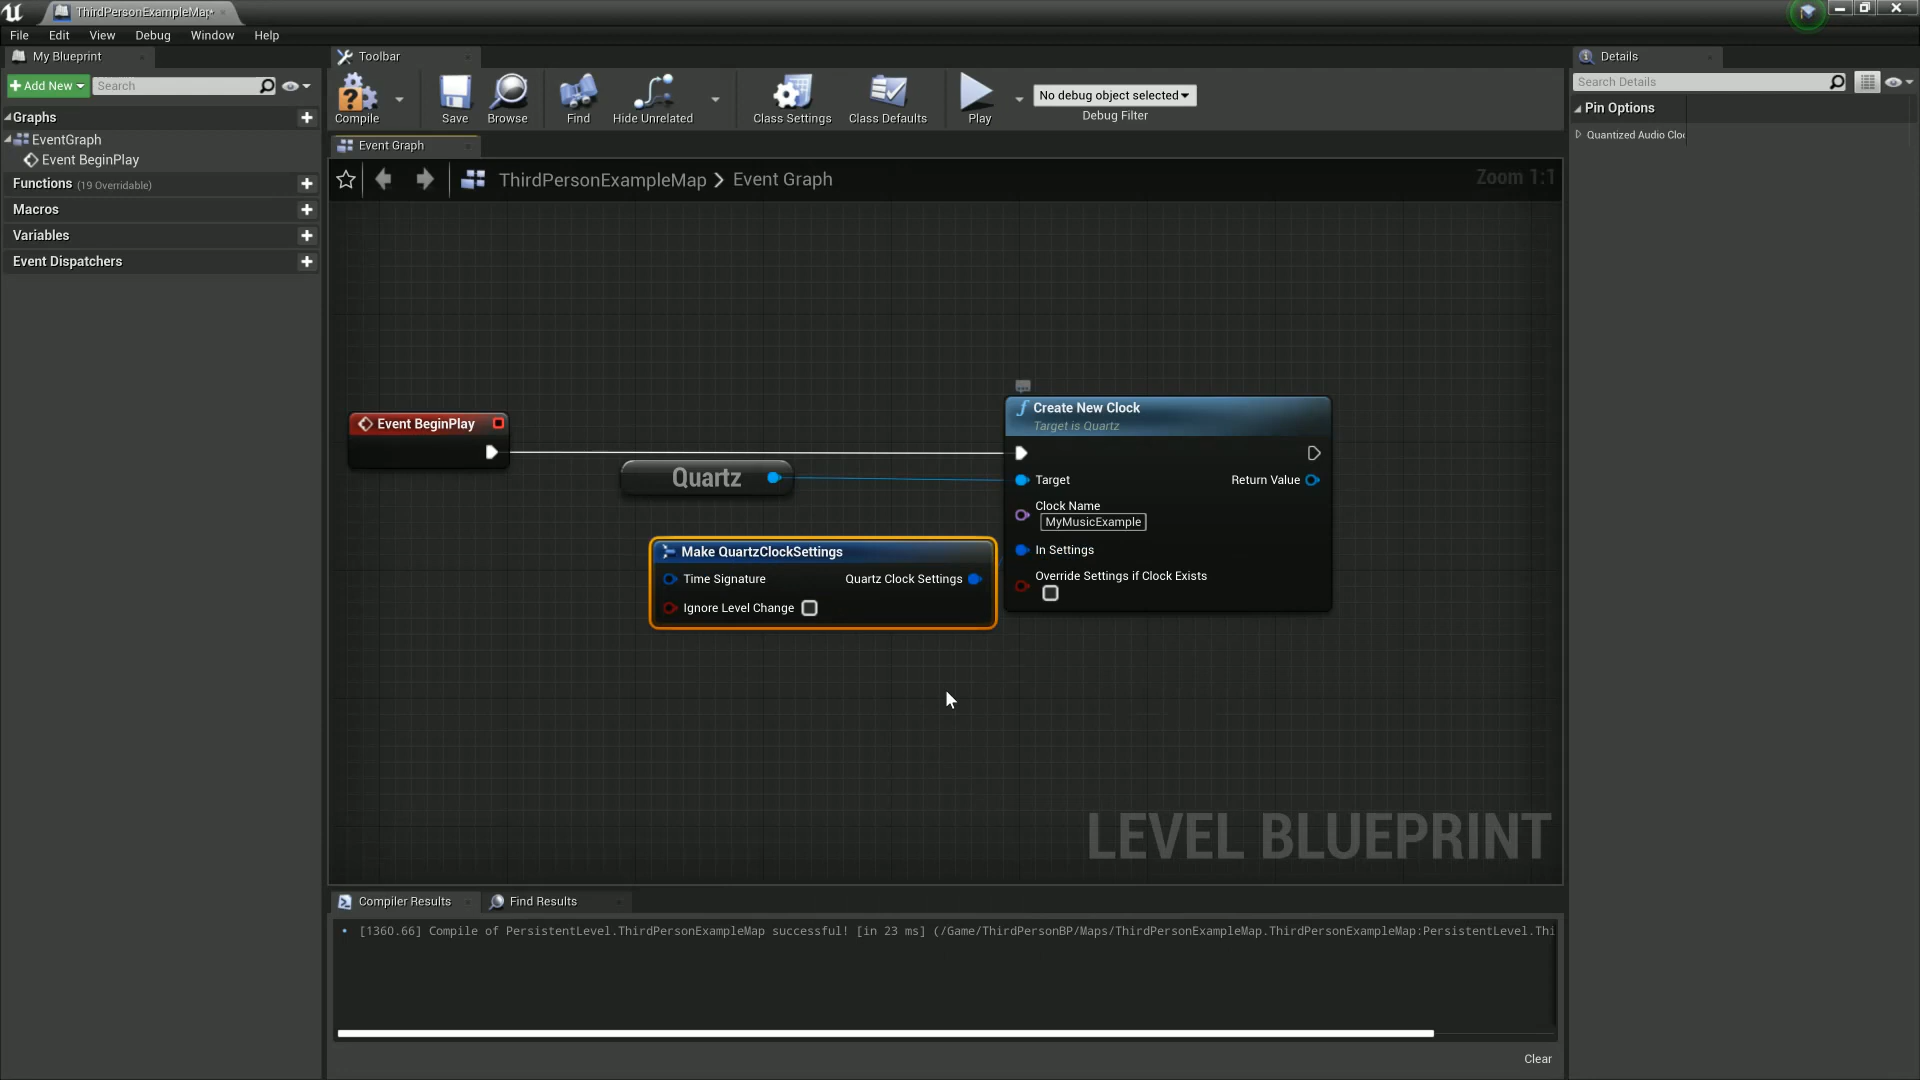 ThirdPersonExampleMap
File Edit View Debug Window Help
My Blueprint
Toolbar
Details
Add New
Search
Compile
Save
Browse
Find
Hide Unrelated
Class Settings
Class Defaults
Play
No debug object selected
Debug Filter
Search Details
Pin Options
Quantized Audio Clo
Graphs
EventGraph
Event BeginPlay
Functions (19 Overridable)
Macros
Variables
Event Dispatchers
Event Graph
ThirdPersonExampleMap > Event Graph
Zoom 1:1
Event BeginPlay
Quartz
Make QuartzClockSettings
Time Signature
Quartz Clock Settings
Ignore Level Change
Create New Clock
Target is Quartz
Target
Return Value
Clock Name
MyMusicExample
In Settings
Override Settings if Clock Exists
LEVEL BLUEPRINT
Compiler Results
Find Results
[1360.66] Compile of PersistentLevel.ThirdPersonExampleMap successful! [in 23 ms] (/Game/ThirdPersonBP/Maps/ThirdPersonExampleMap.ThirdPersonExampleMap:PersistentLevel.Thi
Clear